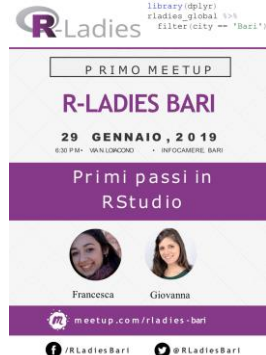 library(dplyr)
rladies_global %>%
filter(city == 'Bari')
R-Ladies
PRIMO MEETUP
R-LADIES BARI
29 GENNAIO, 2019
6:30 PM • VIA N. LOIACONO • INFOCAMERE, BARI
Primi passi in
RStudio
Francesca Giovanna
meetup.com/rladies-bari
/RLadiesBari @RLadiesBari